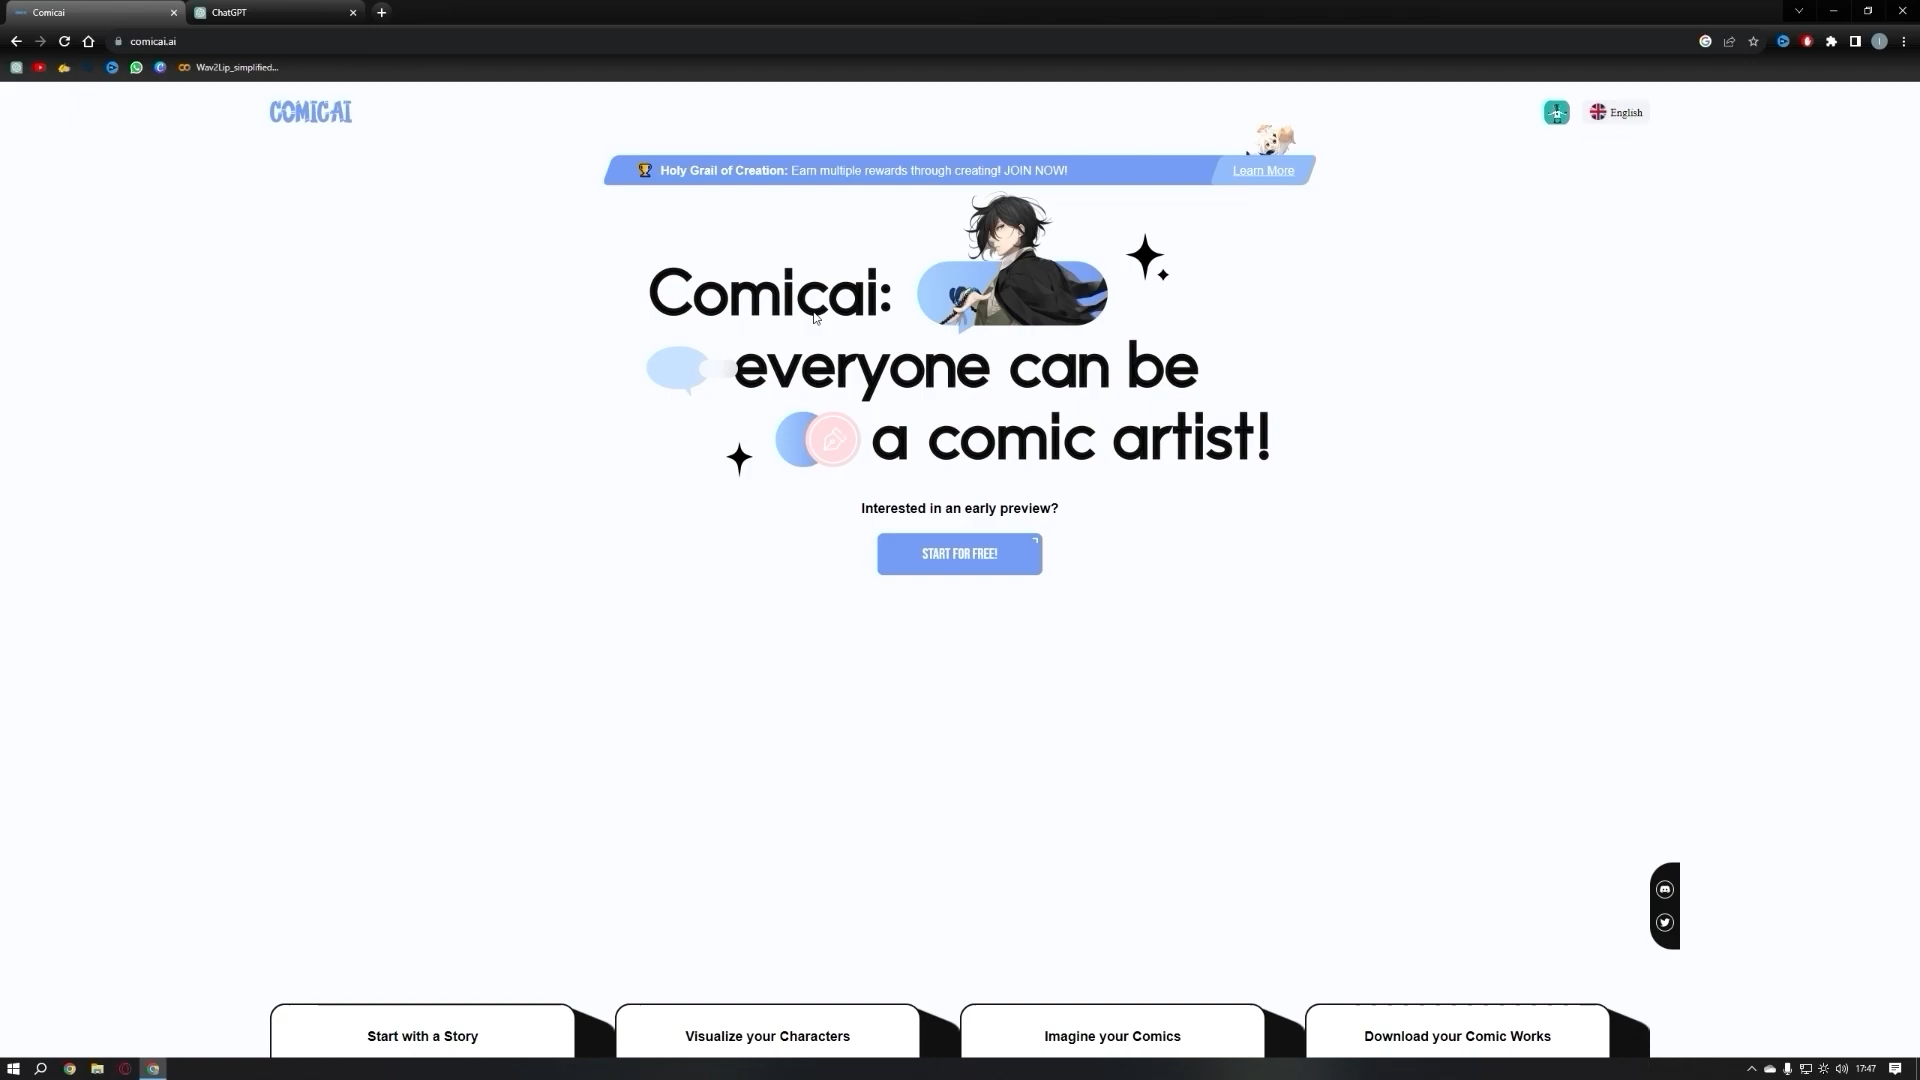 Comicai
ChatGPT
comicai.ai
Wav2Lip_simplified...
COMICAI
English
Holy Grail of Creation: Earn multiple rewards through creating! JOIN NOW!
Learn More
Comicai:
everyone can be
a comic artist!
Interested in an early preview?
START FOR FREE!
Start with a Story
Visualize your Characters
Imagine your Comics
Download your Comic Works
17:47